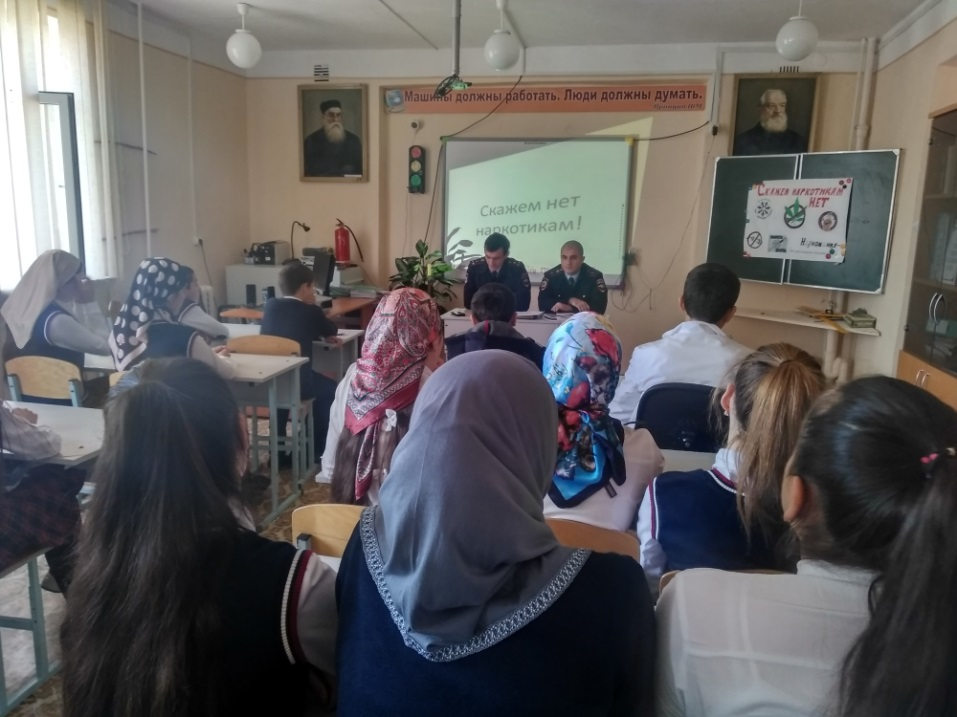 Машины должны работать. Люди должны думать.
Скажем нет
наркотикам!
Скажем наркотикам
НЕТ